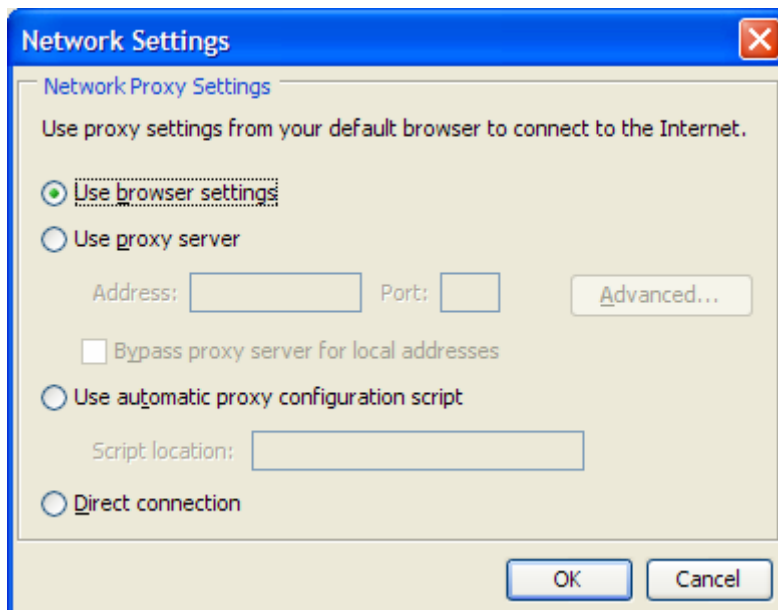 Network Settings
Network Proxy Settings
Use proxy settings from your default browser to connect to the Internet.
Use browser settings
Use proxy server
Address: Port: Advanced...
Bypass proxy server for local addresses
Use automatic proxy configuration script
Script location:
Direct connection
OK Cancel